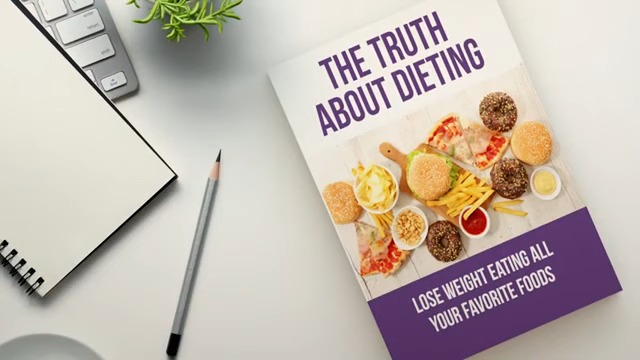 THE TRUTH
ABOUT DIETING
LOSE WEIGHT EATING ALL
YOUR FAVORITE FOODS